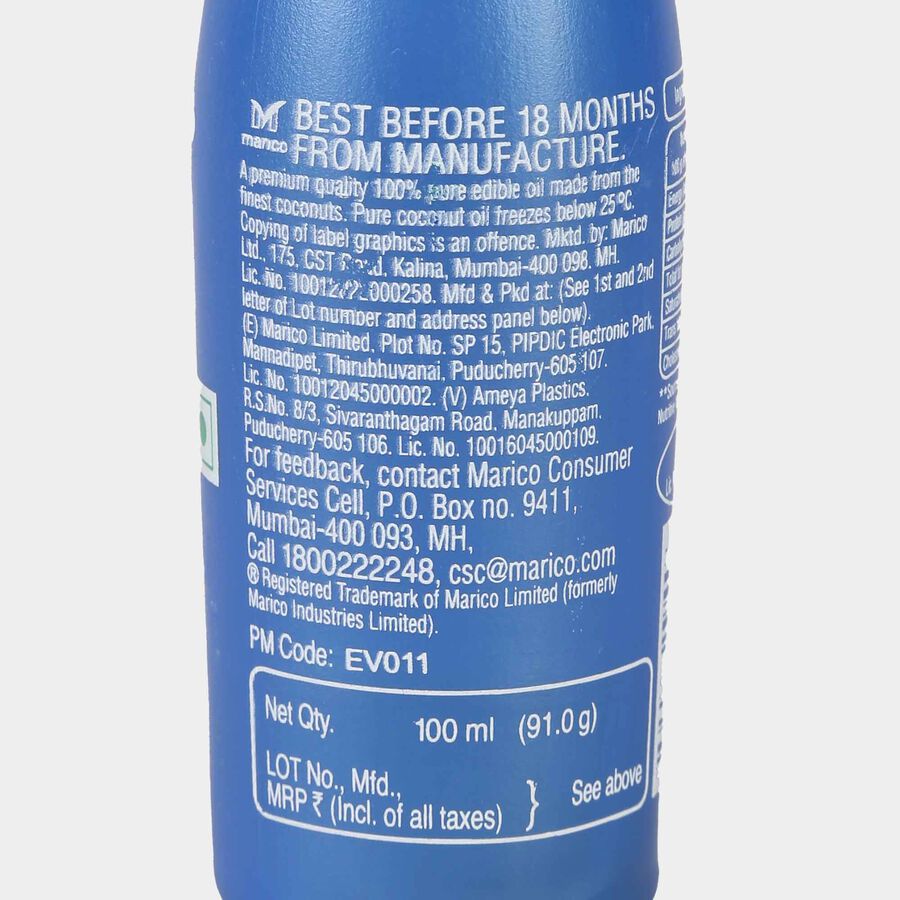 marico
BEST BEFORE 18 MONTHS
FROM MANUFACTURE.
A premium quality 100% pure edible oil made from the
finest coconuts. Pure coconut oil freezes below 25°C.
Copying of label graphics is an offence. Mktd. by: Marico
Ltd., 175, CST Road, Kalina, Mumbai-400 098, MH.
Lic. No. 000258. Mfd & Pkd at: (See 1st and 2nd
letter of Lot number and address panel below).
(E) Marico Limited, Plot No. SP 15, PIPDIC Electronic Park,
Mannadipet, Thirubhuvanai, Puducherry-605 107.
Lic. No. 10012045000002. (V) Ameya Plastics.
R.S.No. 8/3, Sivaranthagam Road, Manakuppam,
Puducherry-605 106. Lic. No. 10016045000109.
For feedback, contact Marico Consumer
Services Cell, P.O. Box no. 9411,
Mumbai-400 093, MH,
Call 1800222248, csc@marico.com
® Registered Trademark of Marico Limited (formerly
Marico Industries Limited).
PM Code: EV011
Net Qty. 100 ml (91.0 g)
LOT No., Mfd.,
MRP ₹ (Incl. of all taxes) } See above